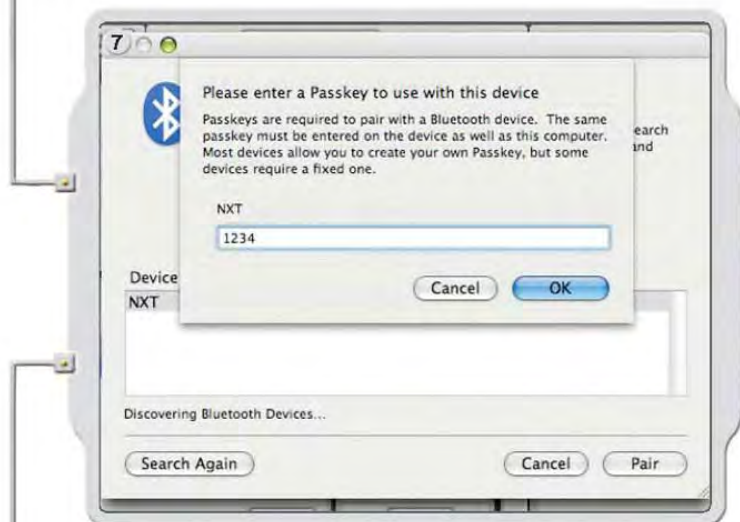 7
Please enter a Passkey to use with this device
Passkeys are required to pair with a Bluetooth device. The same
passkey must be entered on the device as well as this computer.
Most devices allow you to create your own Passkey, but some
devices require a fixed one.
earch
and
NXT
1234
Cancel OK
Device
NXT
Discovering Bluetooth Devices...
Search Again Cancel Pair